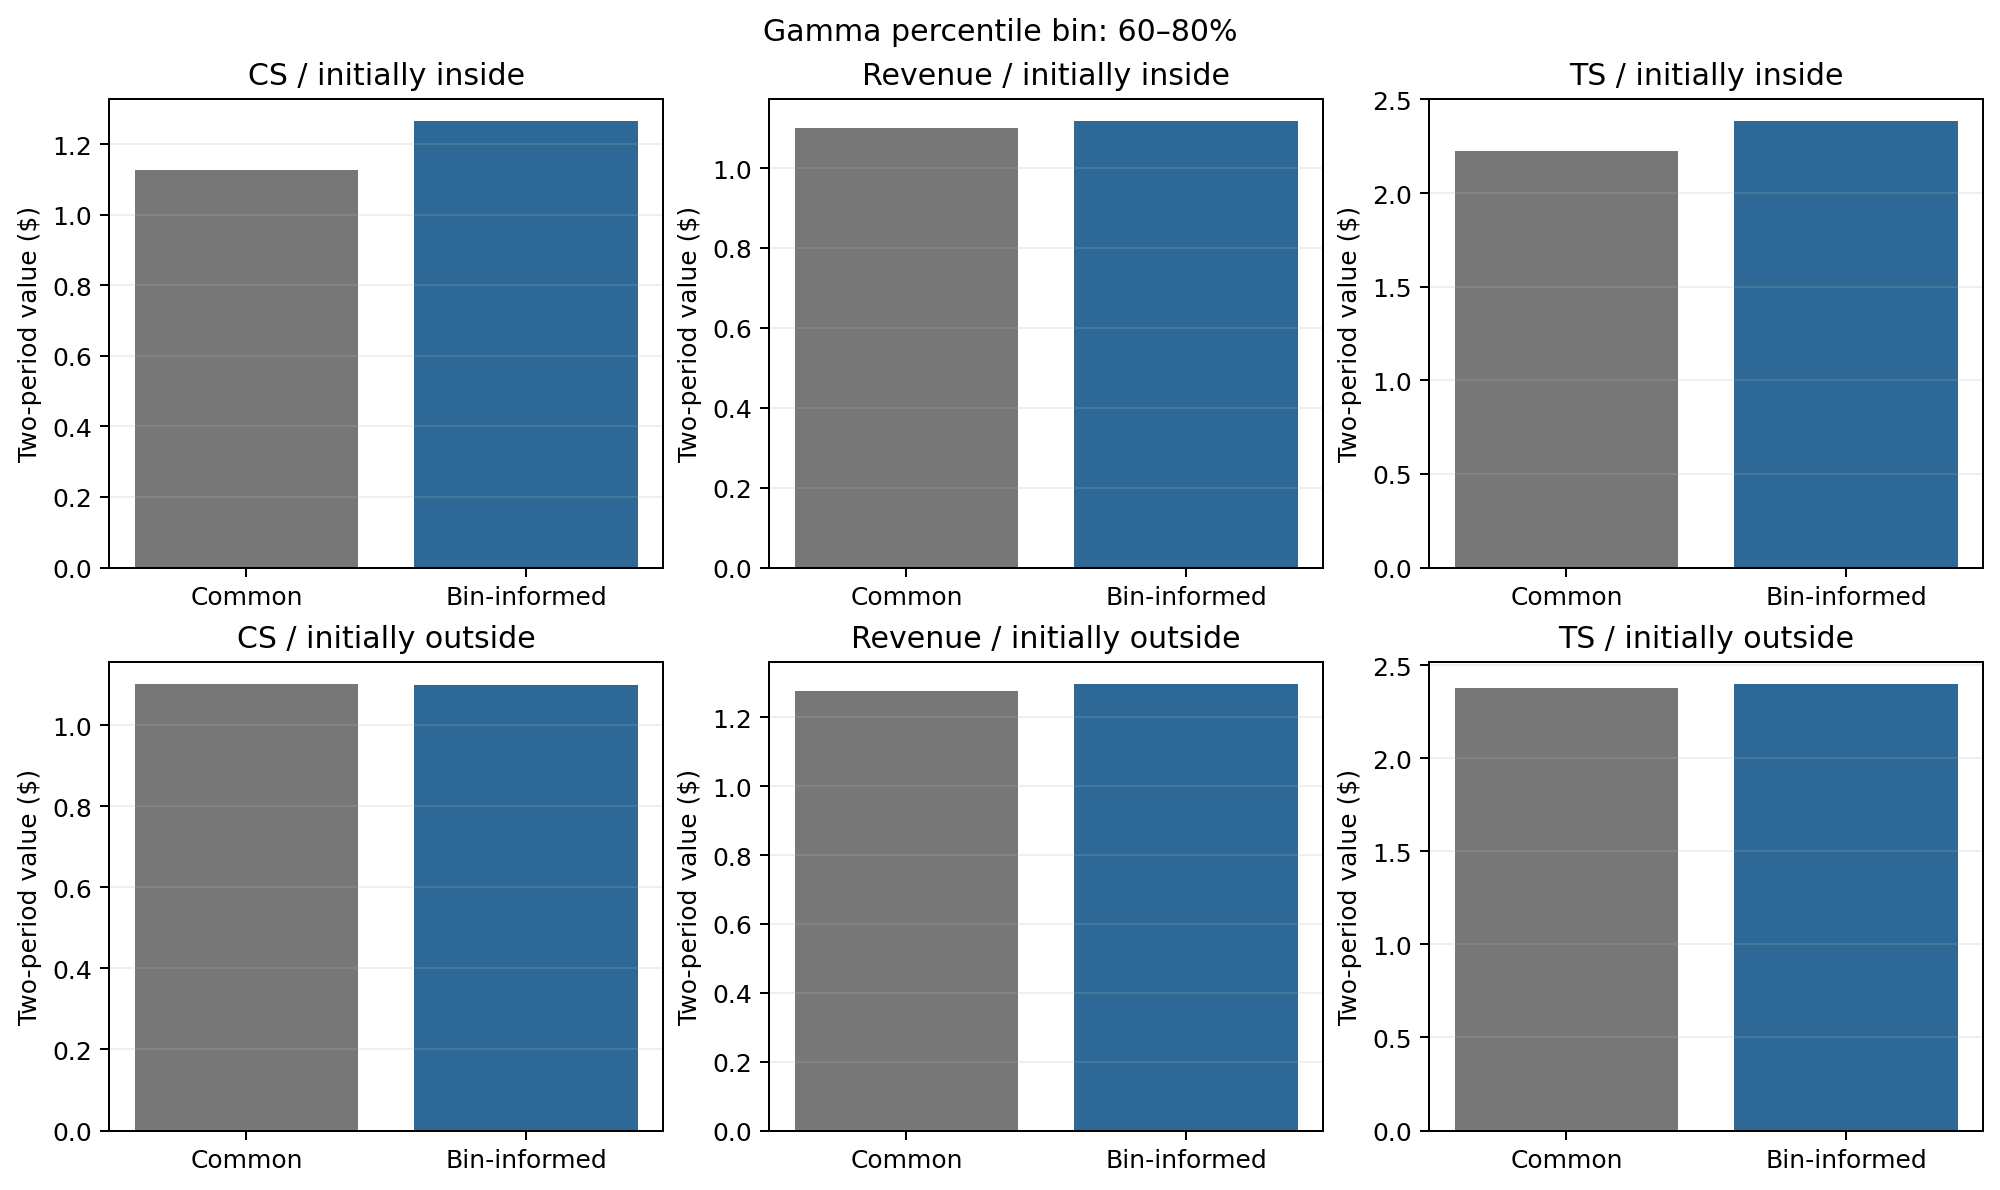 Gamma percentile bin: 60–80%
CS / initially inside
Two-period value ($)
1.2
1.0
0.8
0.6
0.4
0.2
0.0
Common
Bin-informed
Revenue / initially inside
Two-period value ($)
1.0
0.8
0.6
0.4
0.2
0.0
Common
Bin-informed
TS / initially inside
Two-period value ($)
2.5
2.0
1.5
1.0
0.5
0.0
Common
Bin-informed
CS / initially outside
Two-period value ($)
1.0
0.8
0.6
0.4
0.2
0.0
Common
Bin-informed
Revenue / initially outside
Two-period value ($)
1.2
1.0
0.8
0.6
0.4
0.2
0.0
Common
Bin-informed
TS / initially outside
Two-period value ($)
2.5
2.0
1.5
1.0
0.5
0.0
Common
Bin-informed